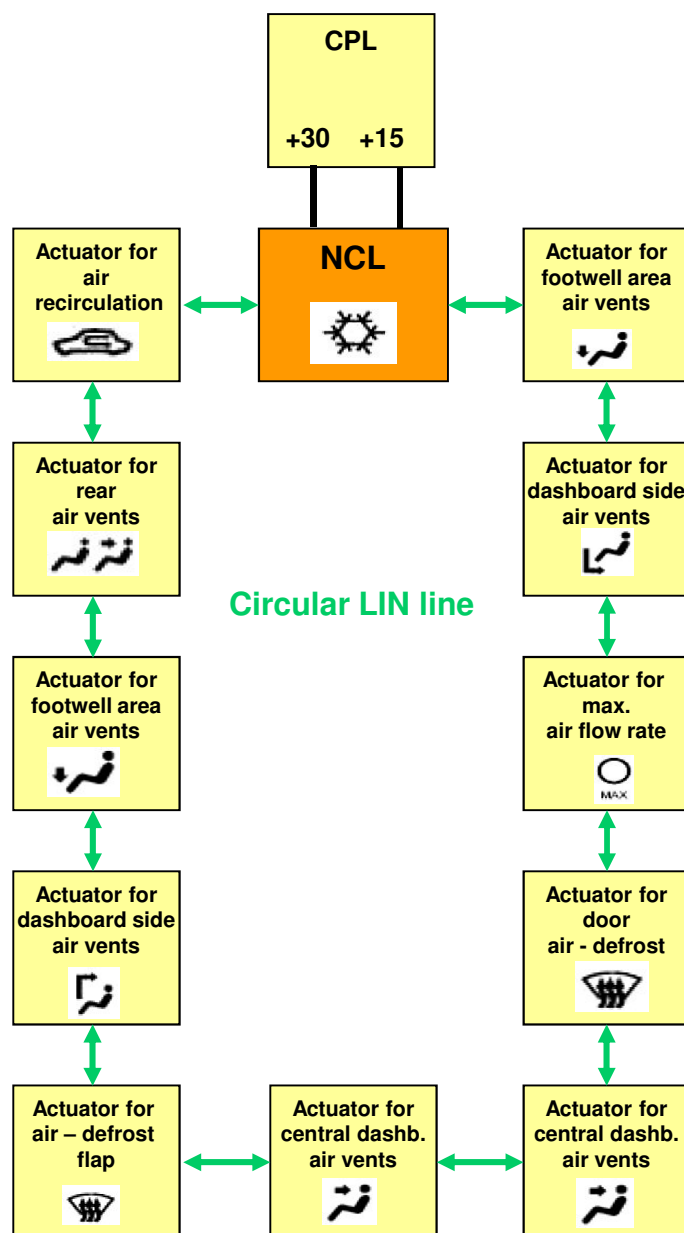 CPL
+30 +15
NCL
Actuator for
air
recirculation
Actuator for
footwell area
air vents
Actuator for
rear
air vents
Actuator for
dashboard side
air vents
Circular LIN line
Actuator for
footwell area
air vents
Actuator for
max.
air flow rate
MAX
Actuator for
dashboard side
air vents
Actuator for
door
air - defrost
Actuator for
air – defrost
flap
Actuator for
central dashb.
air vents
Actuator for
central dashb.
air vents